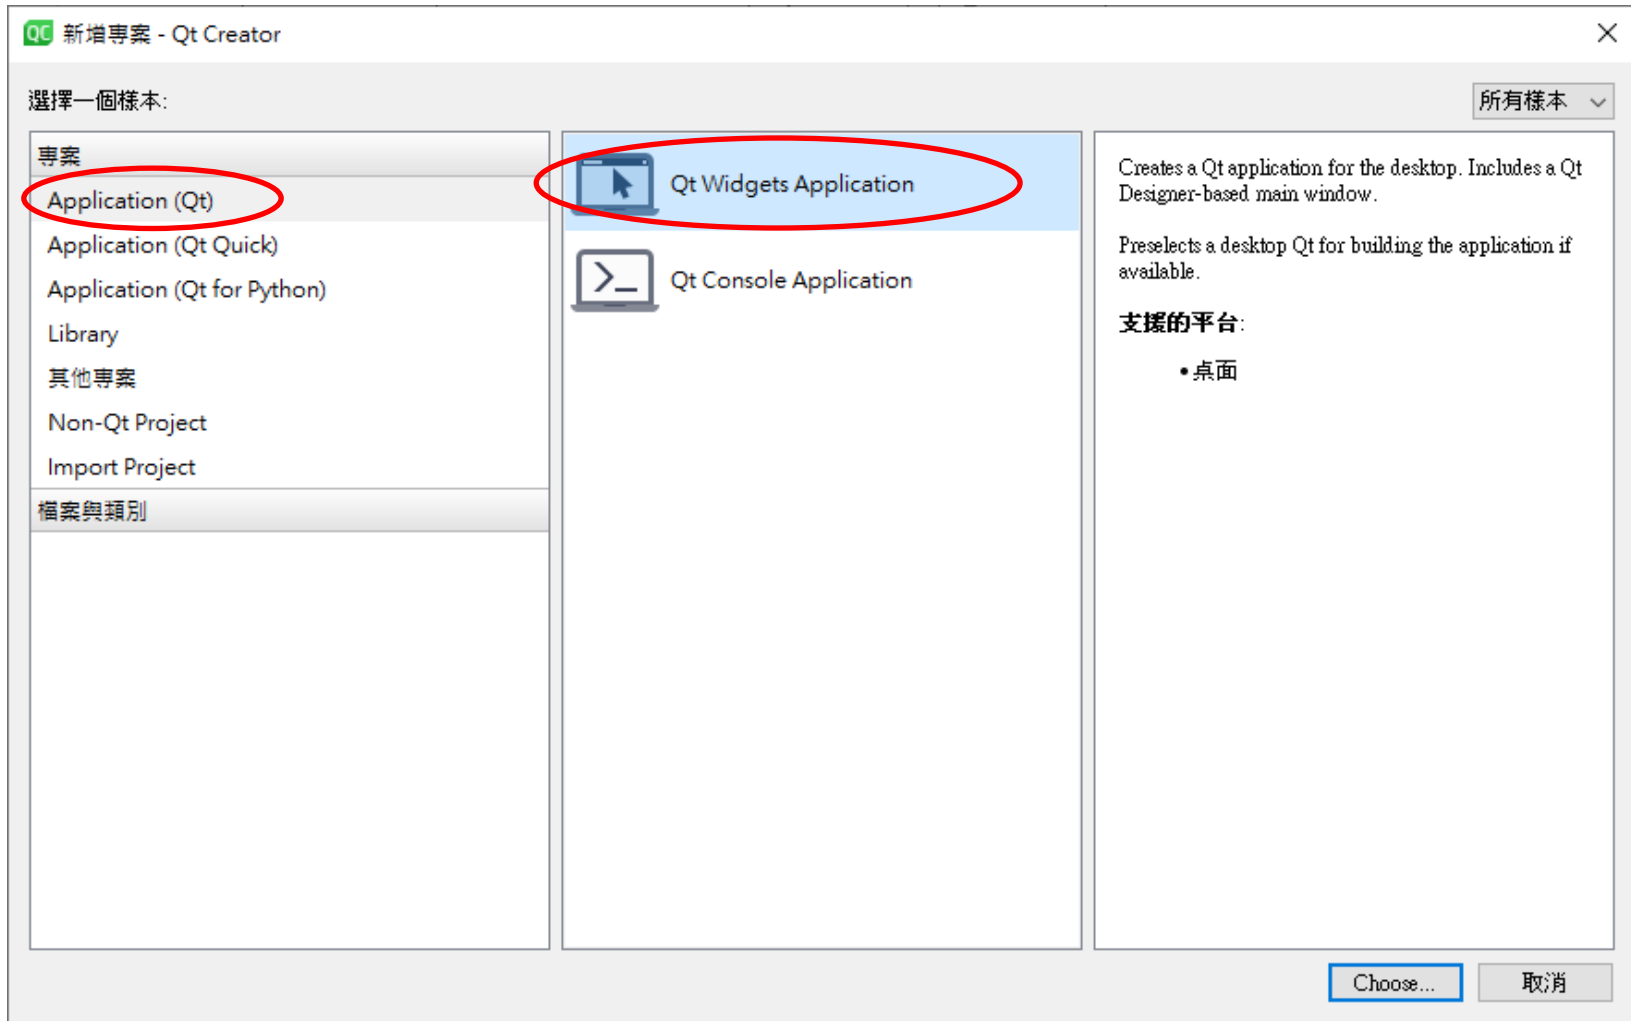 QC 新增專案 - Qt Creator
選擇一個樣本:
所有樣本
專案
Application (Qt)
Application (Qt Quick)
Application (Qt for Python)
Library
其他專案
Non-Qt Project
Import Project
檔案與類別
Qt Widgets Application
Qt Console Application
Creates a Qt application for the desktop. Includes a Qt
Designer-based main window.
Preselects a desktop Qt for building the application if
available.
支援的平台:
•桌面
Choose...
取消